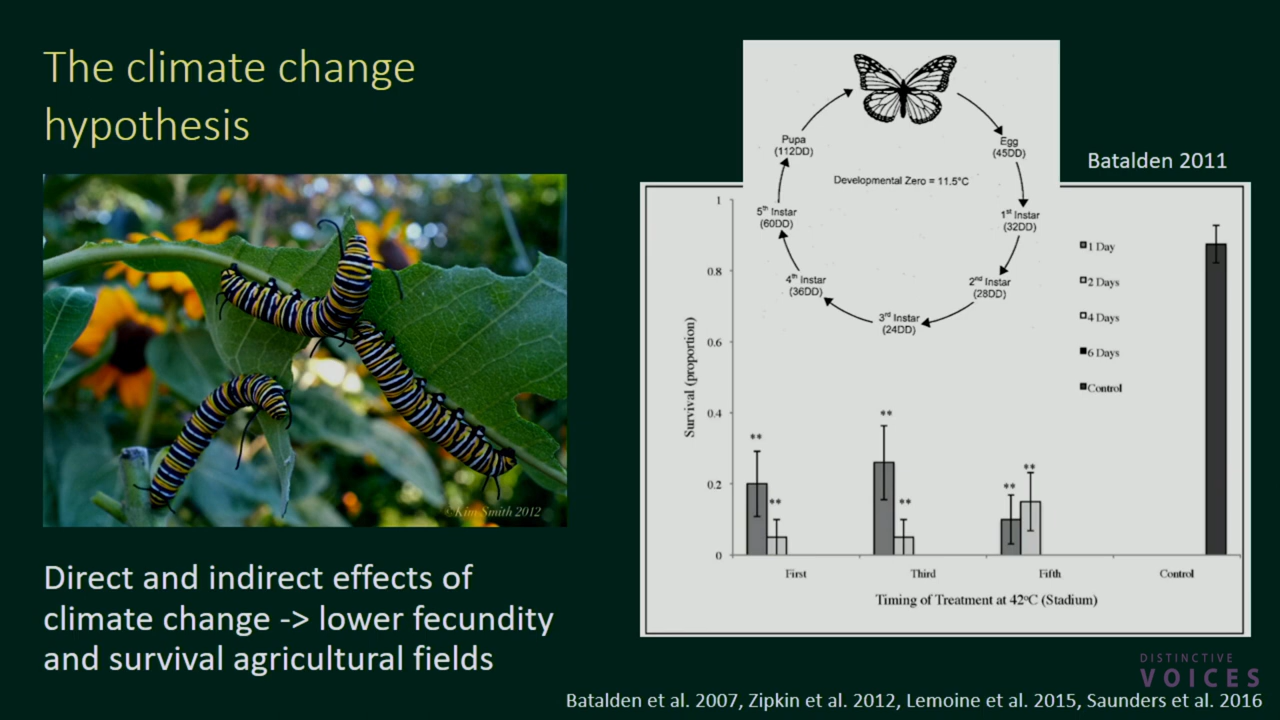 The climate change
hypothesis
©Kim Smith 2012
Direct and indirect effects of
climate change -> lower fecundity
and survival agricultural fields
Pupa
(112DD)
Egg
(45DD)
Developmental Zero = 11.5°C
5th Instar
(60DD)
1st Instar
(32DD)
4th Instar
(36DD)
2nd Instar
(28DD)
3rd Instar
(24DD)
Batalden 2011
Survival (proportion)
1
0.8
0.6
0.4
0.2
0
**
**
**
**
**
**
1 Day
2 Days
4 Days
6 Days
Control
First
Third
Fifth
Control
Timing of Treatment at 42°C (Stadium)
DISTINCTIVE
VOICES
Batalden et al. 2007, Zipkin et al. 2012, Lemoine et al. 2015, Saunders et al. 2016